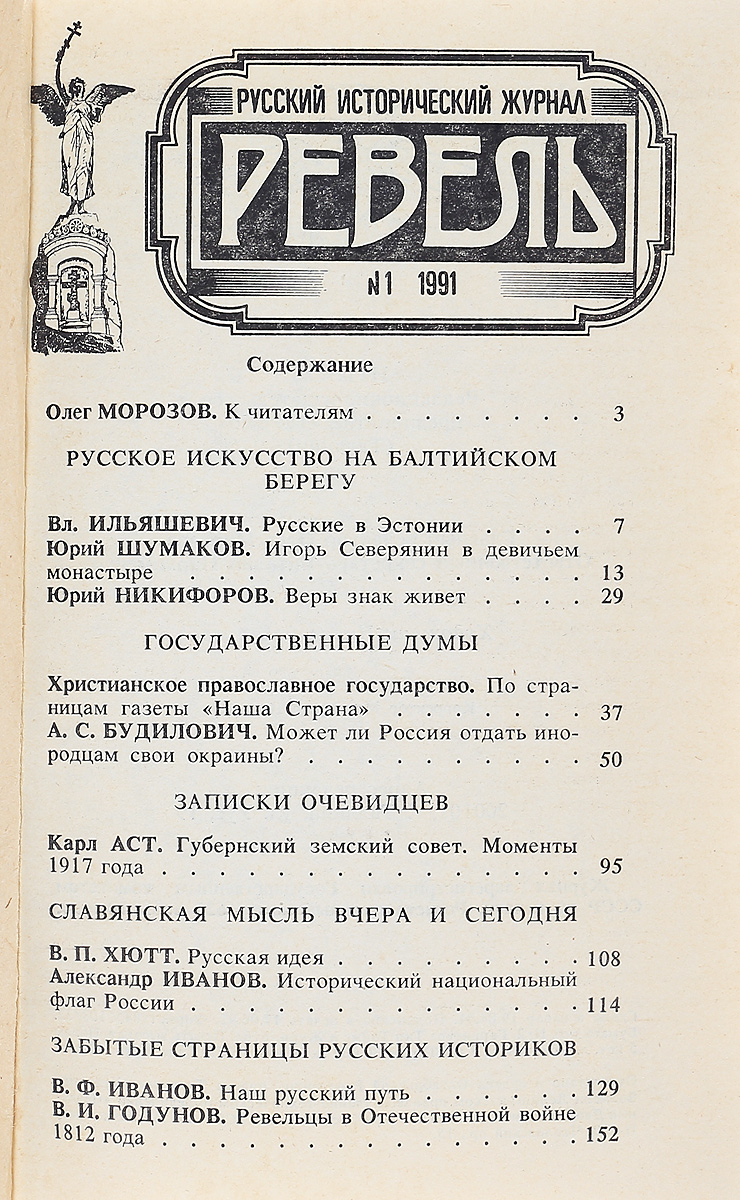 РУССКИЙ ИСТОРИЧЕСКИЙ ЖУРНАЛ
РЕВЕЛЬ
№1 1991
Содержание
Олег МОРОЗОВ. К читателям . . . . . . . . 3
РУССКОЕ ИСКУССТВО НА БАЛТИЙСКОМ
БЕРЕГУ
Вл. ИЛЬЯШЕВИЧ. Русские в Эстонии . . . . 7
Юрий ШУМАКОВ. Игорь Северянин в девичьем
монастыре . . . . . . . . . . . . . . 13
Юрий НИКИФОРОВ. Веры знак живет . . . . 29
ГОСУДАРСТВЕННЫЕ ДУМЫ
Христианское православное государство. По стра-
ницам газеты «Наша Страна» . . . . . . . 37
А. С. БУДИЛОВИЧ. Может ли Россия отдать ино-
родцам свои окраины? . . . . . . . . . . 50
ЗАПИСКИ ОЧЕВИДЦЕВ
Карл АСТ. Губернский земский совет. Моменты
1917 года . . . . . . . . . . . . . . . 95
СЛАВЯНСКАЯ МЫСЛЬ ВЧЕРА И СЕГОДНЯ
В. П. ХЮТТ. Русская идея . . . . . . . . . 108
Александр ИВАНОВ. Исторический национальный
флаг России . . . . . . . . . . . . . . 114
ЗАБЫТЫЕ СТРАНИЦЫ РУССКИХ ИСТОРИКОВ
В. Ф. ИВАНОВ. Наш русский путь . . . . . . 129
В. И. ГОДУНОВ. Ревельцы в Отечественной войне
1812 года . . . . . . . . . . . . . . . 152